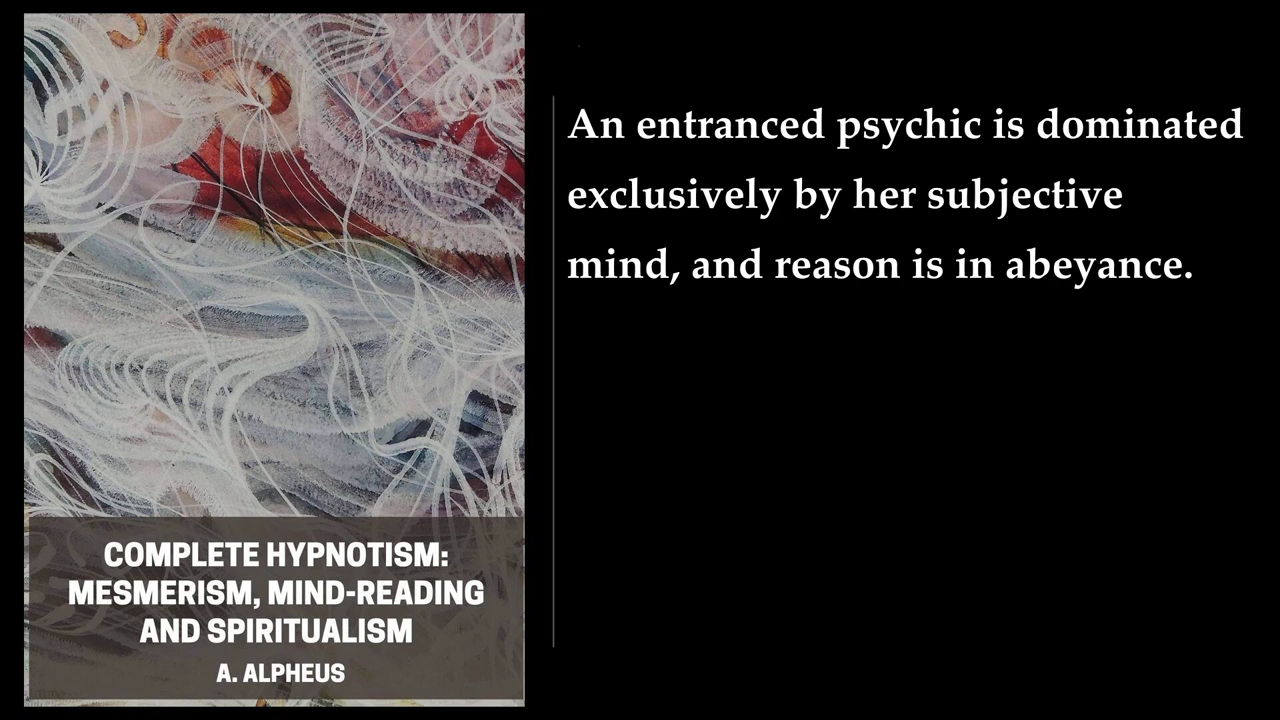 COMPLETE HYPNOTISM:
MESMERISM, MIND-READING
AND SPIRITUALISM
A. ALPHEUS
An entranced psychic is dominated
exclusively by her subjective
mind, and reason is in abeyance.